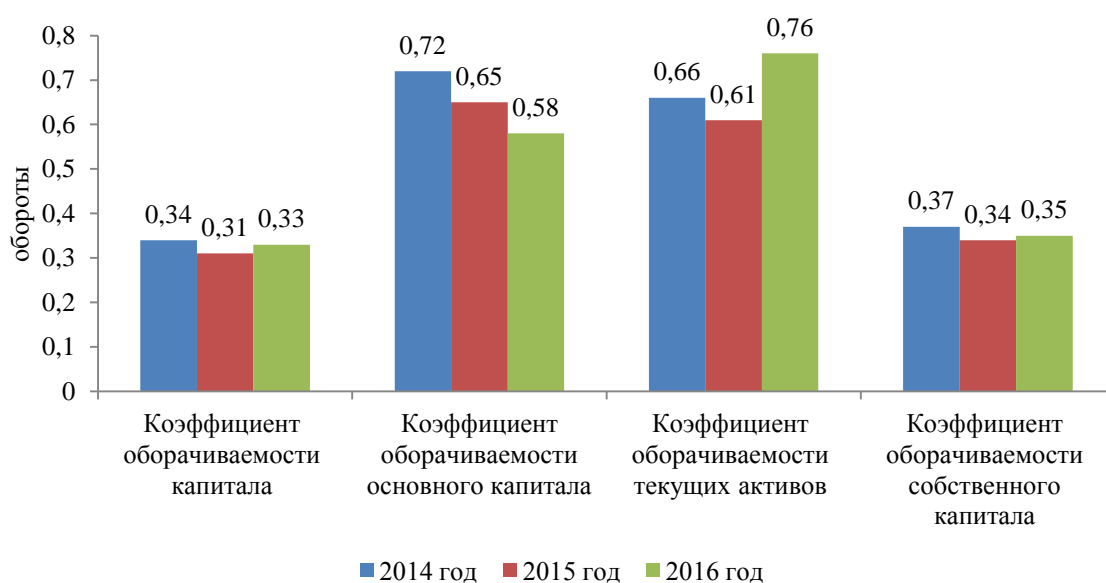 0,8
0,7
0,6
0,5
0,4
0,3
0,2
0,1
0
обороты
0,34
0,31
0,33
0,72
0,65
0,58
0,66
0,61
0,76
0,37
0,34
0,35
Коэффициент
оборачиваемости
капитала
Коэффициент
оборачиваемости
основного капитала
Коэффициент
оборачиваемости
текущих активов
Коэффициент
оборачиваемости
собственного
капитала
2014 год 2015 год 2016 год